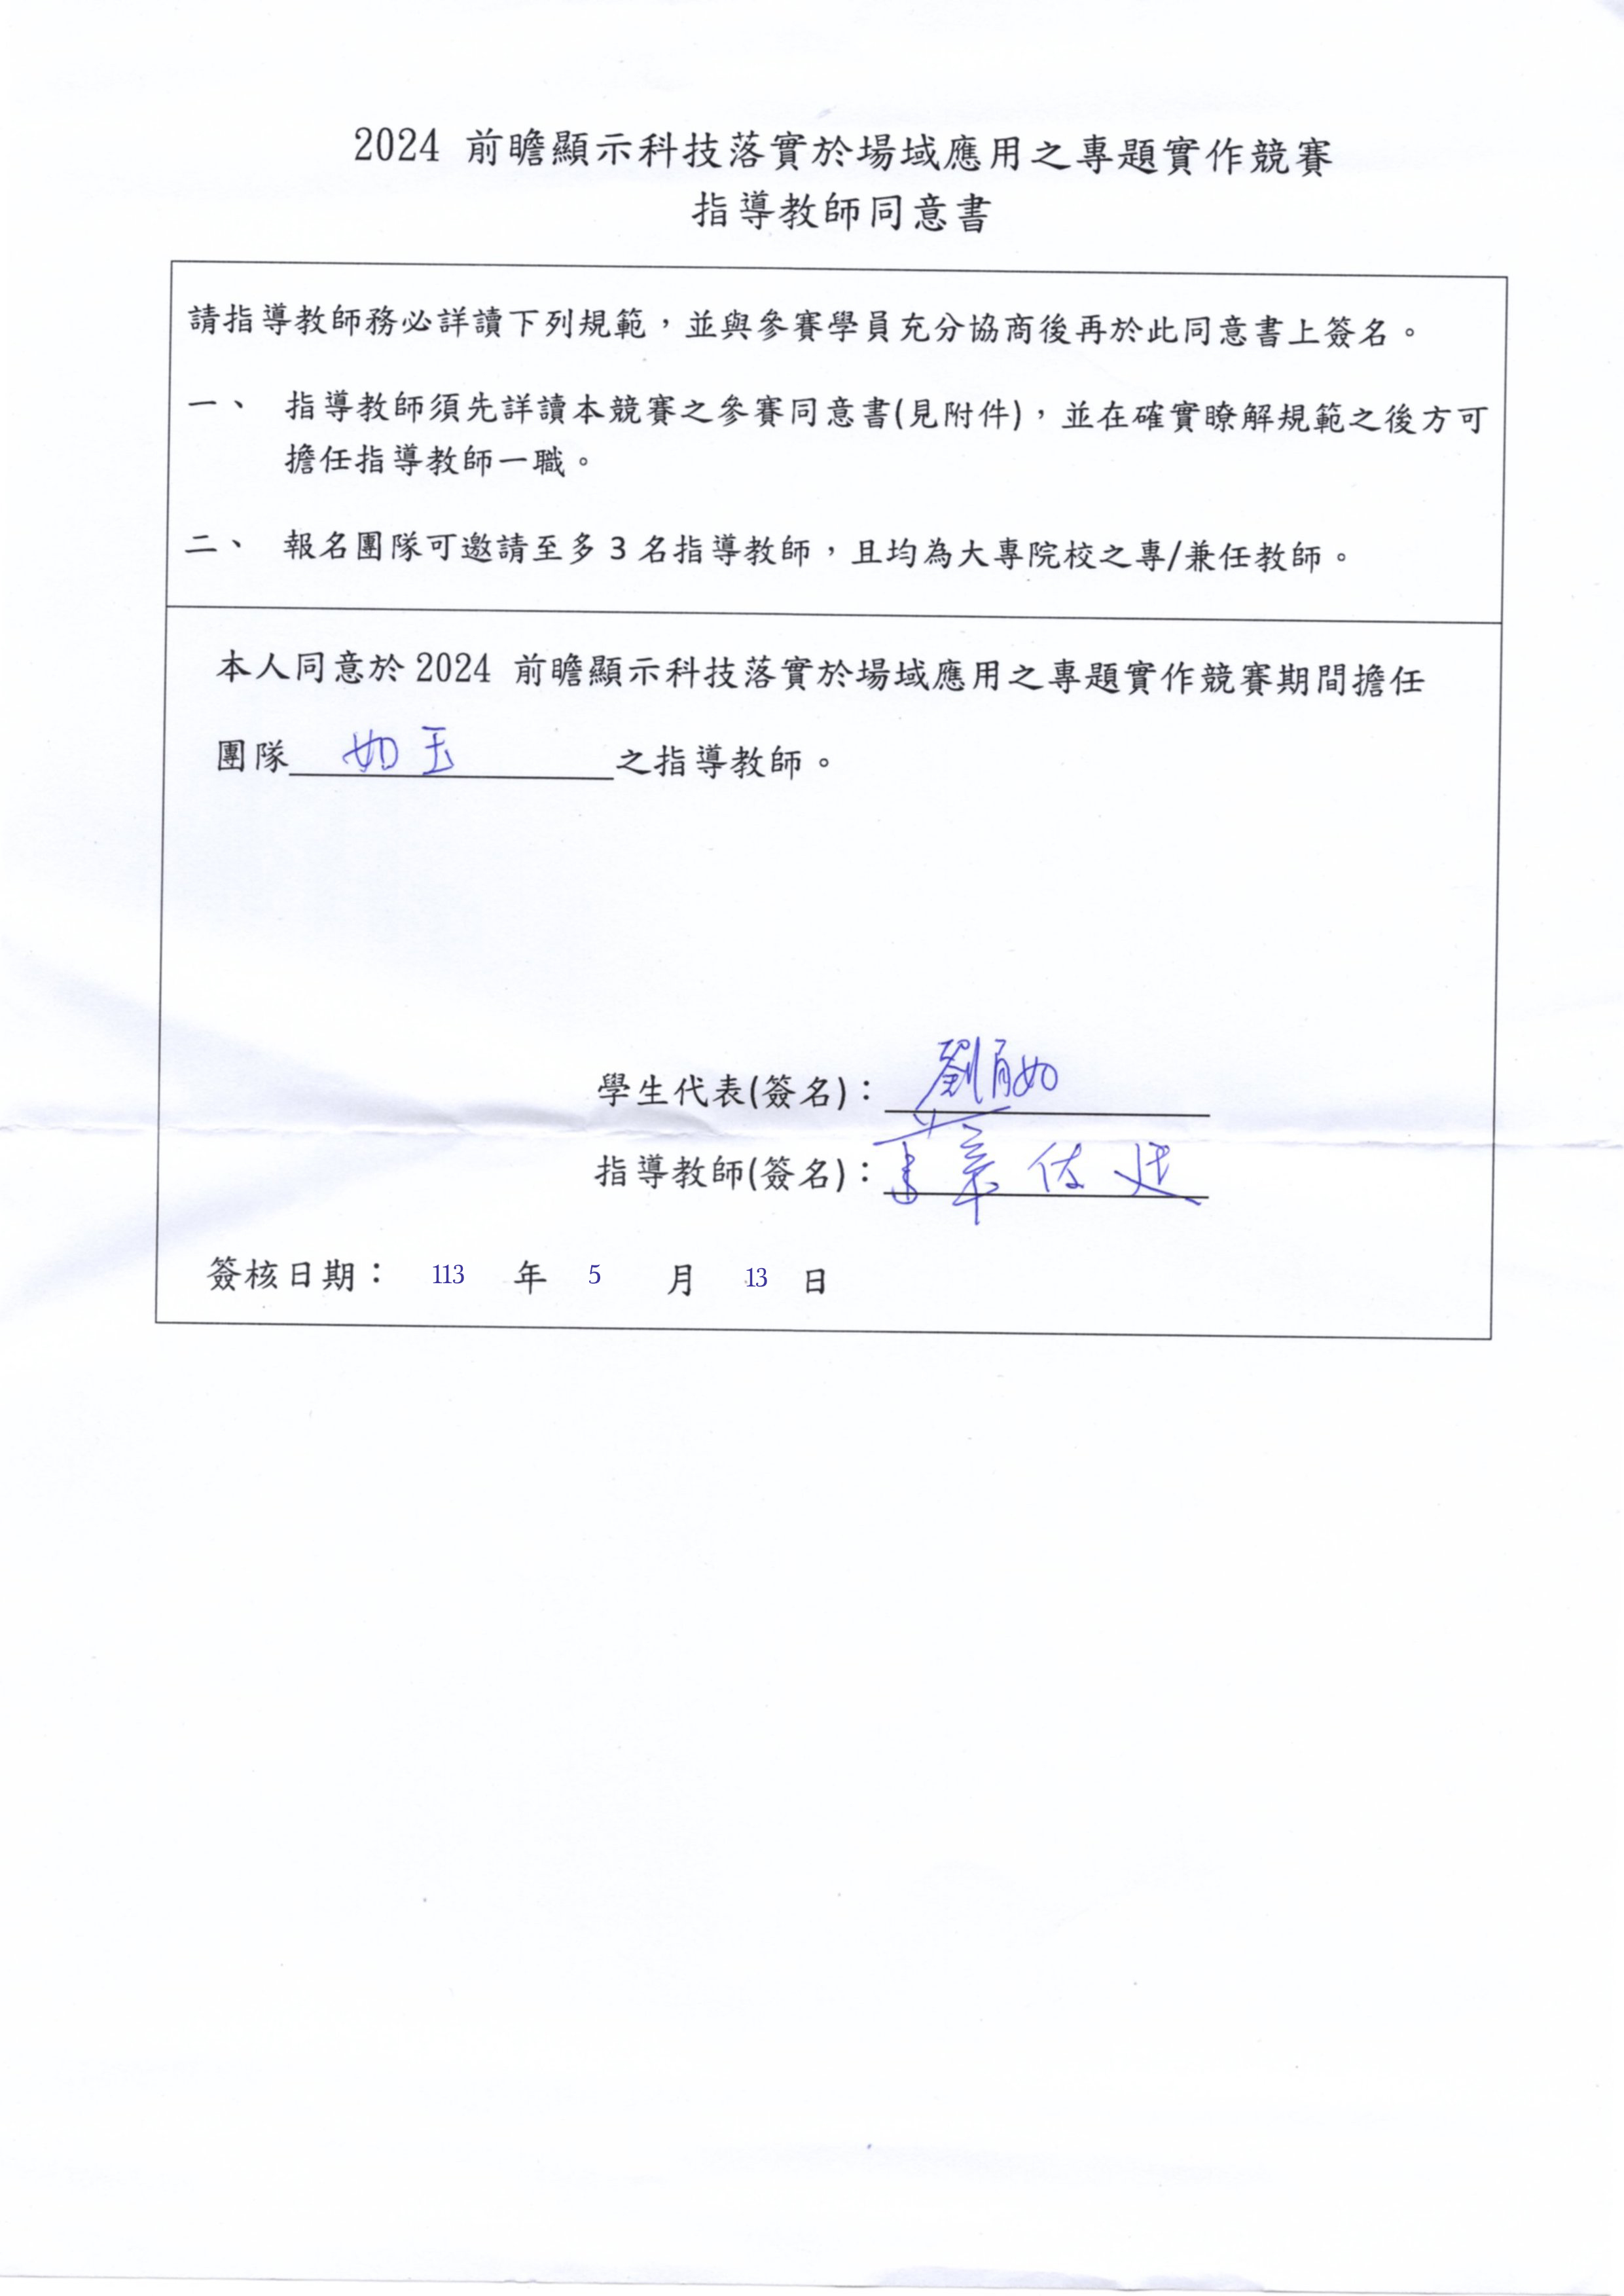 2024 前瞻顯示科技落實於場域應用之專題實作競賽
指導教師同意書
請指導教師務必詳讀下列規範，並與參賽學員充分協商後再於此同意書上簽名。
一、 指導教師須先詳讀本競賽之參賽同意書(見附件)，並在確實瞭解規範之後方可
擔任指導教師一職。
二、 報名團隊可邀請至多 3 名指導教師，且均為大專院校之專/兼任教師。
本人同意於 2024 前瞻顯示科技落實於場域應用之專題實作競賽期間擔任
團隊 如玉 之指導教師。
學生代表(簽名)： 劉
指導教師(簽名)：
簽核日期： 113 年 5 月 13 日